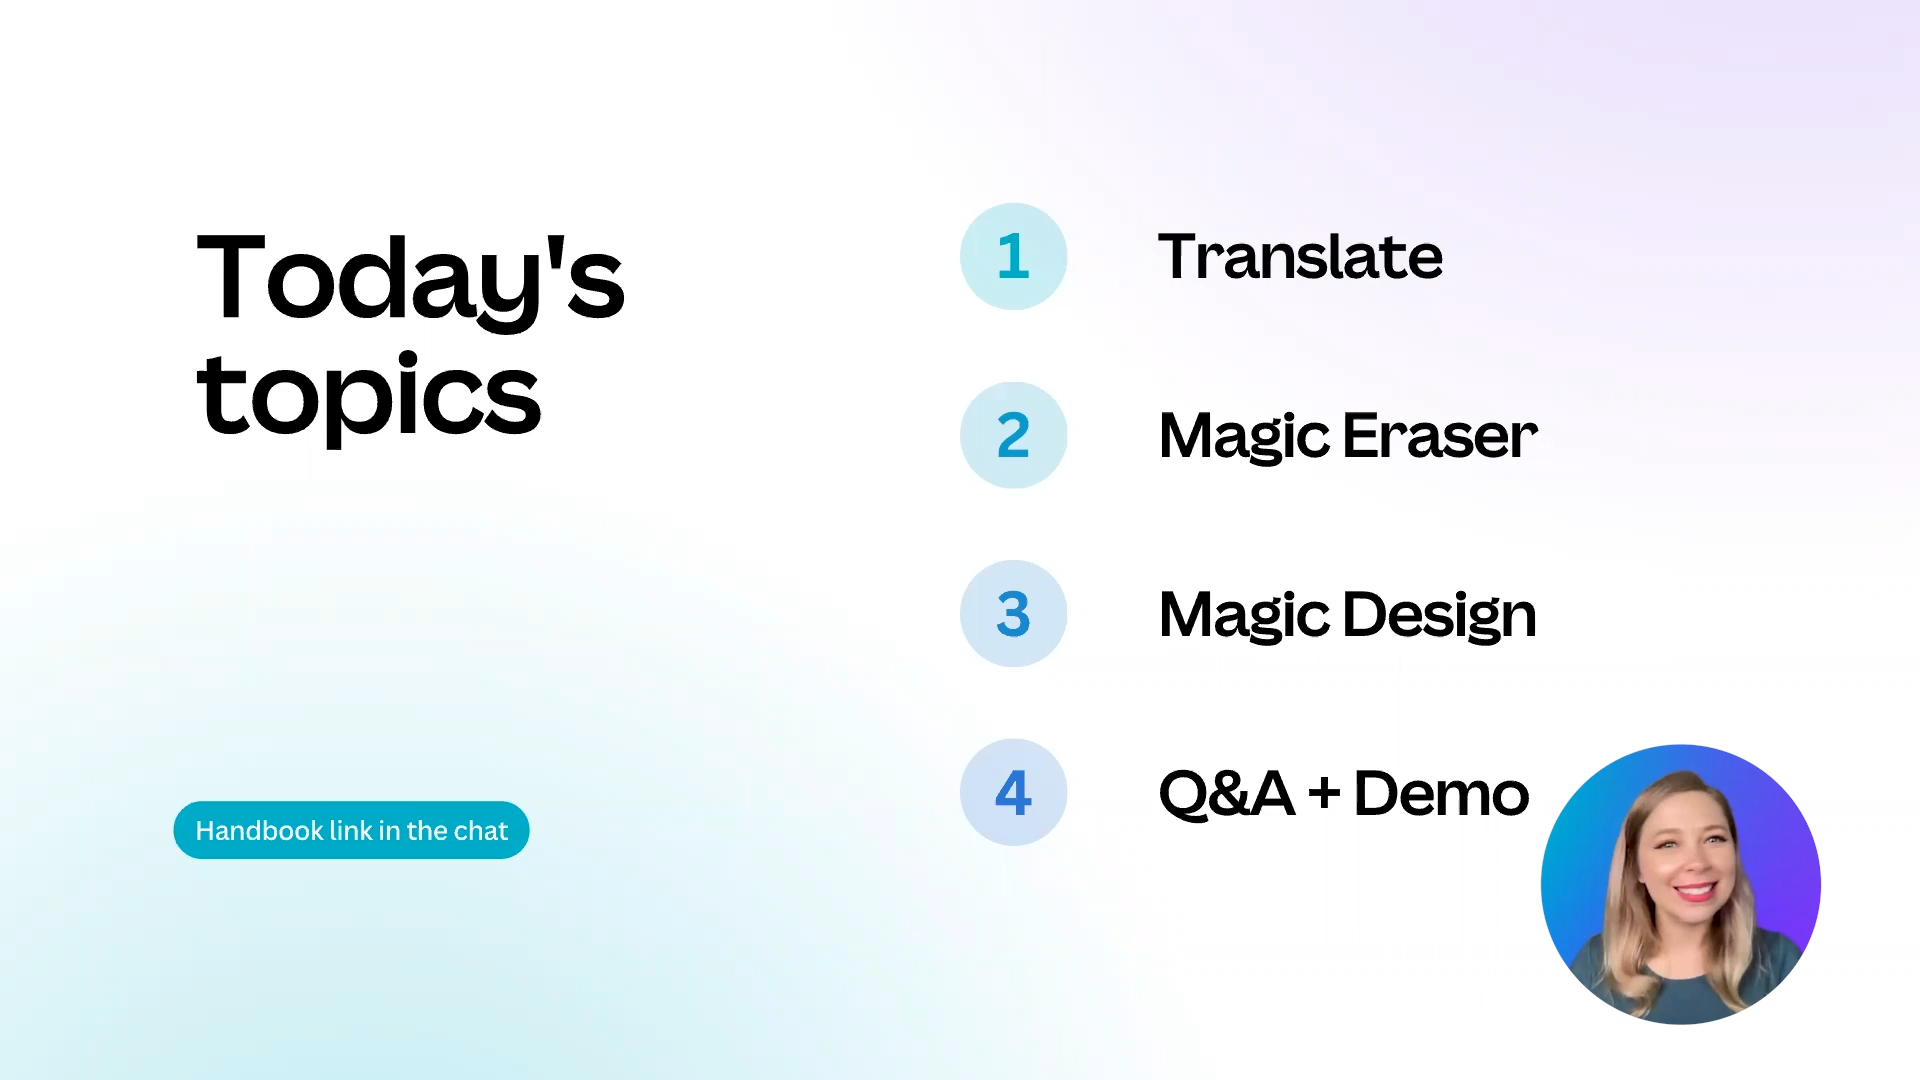 Today's
topics
1 Translate
2 Magic Eraser
3 Magic Design
4 Q&A + Demo
Handbook link in the chat